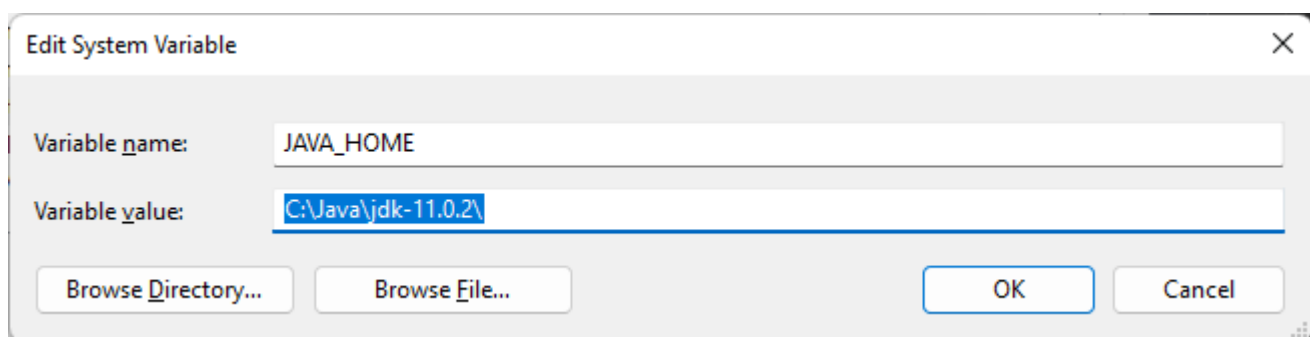 Edit System Variable
Variable name: JAVA_HOME
Variable value: C:\Java\jdk-11.0.2\
Browse Directory... Browse File... OK Cancel